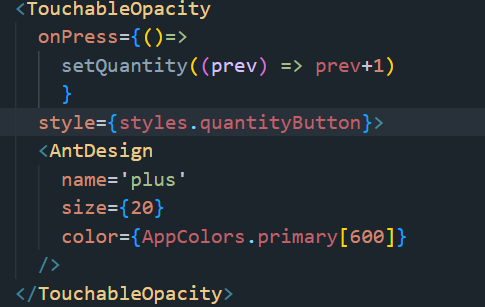 <TouchableOpacity
onPress={()=>
setQuantity((prev) => prev+1)
}
style={styles.quantityButton}>
<AntDesign
name='plus'
size={20}
color={AppColors.primary[600]}
/>
</TouchableOpacity>